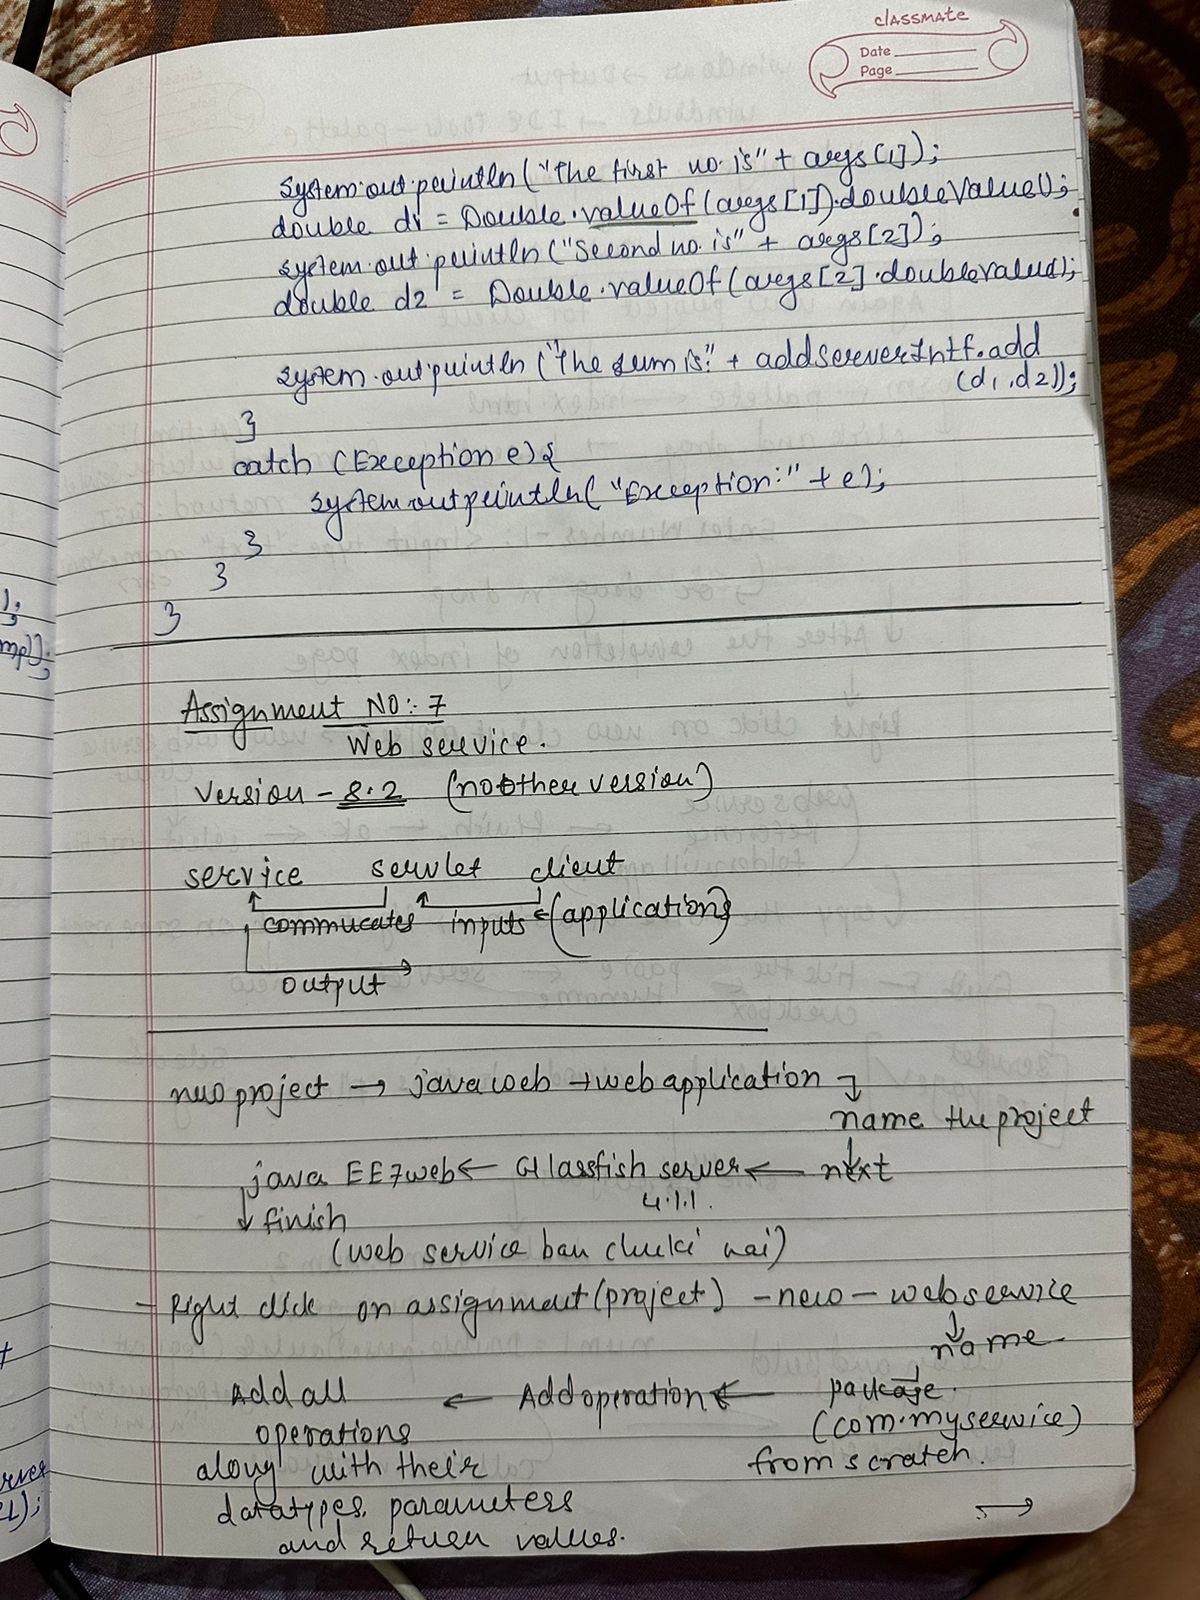 classmate
Date
Page
System.out.println("The first no. is" + args[1]);
double d1 = Double.valueOf(args[1]).doubleValue();
System.out.println("Second no. is" + args[2]);
double d2 = Double.valueOf(args[2].doubleValue();
System.out.println("The sum is:" + addServerIntf.add
(d1,d2));
}
catch (Exception e){
System.out.println("Exception:" + e);
}
}
}
Assignment NO:- 7
Web service.
Version - 8.2 (no other version)
service servlet client
commucates inputs ← (application)
output
new project → java web → web application
name the project
java EE7 web ← Glassfish server ← next
4.1.1.
finish
(web service ban chuki hai)
- Right click on assignment (project) - new - web service
name
Add all ← Add operation ← package.
operations (com.myservice)
along with their from scratch.
datatypes, parameters →
and return values.